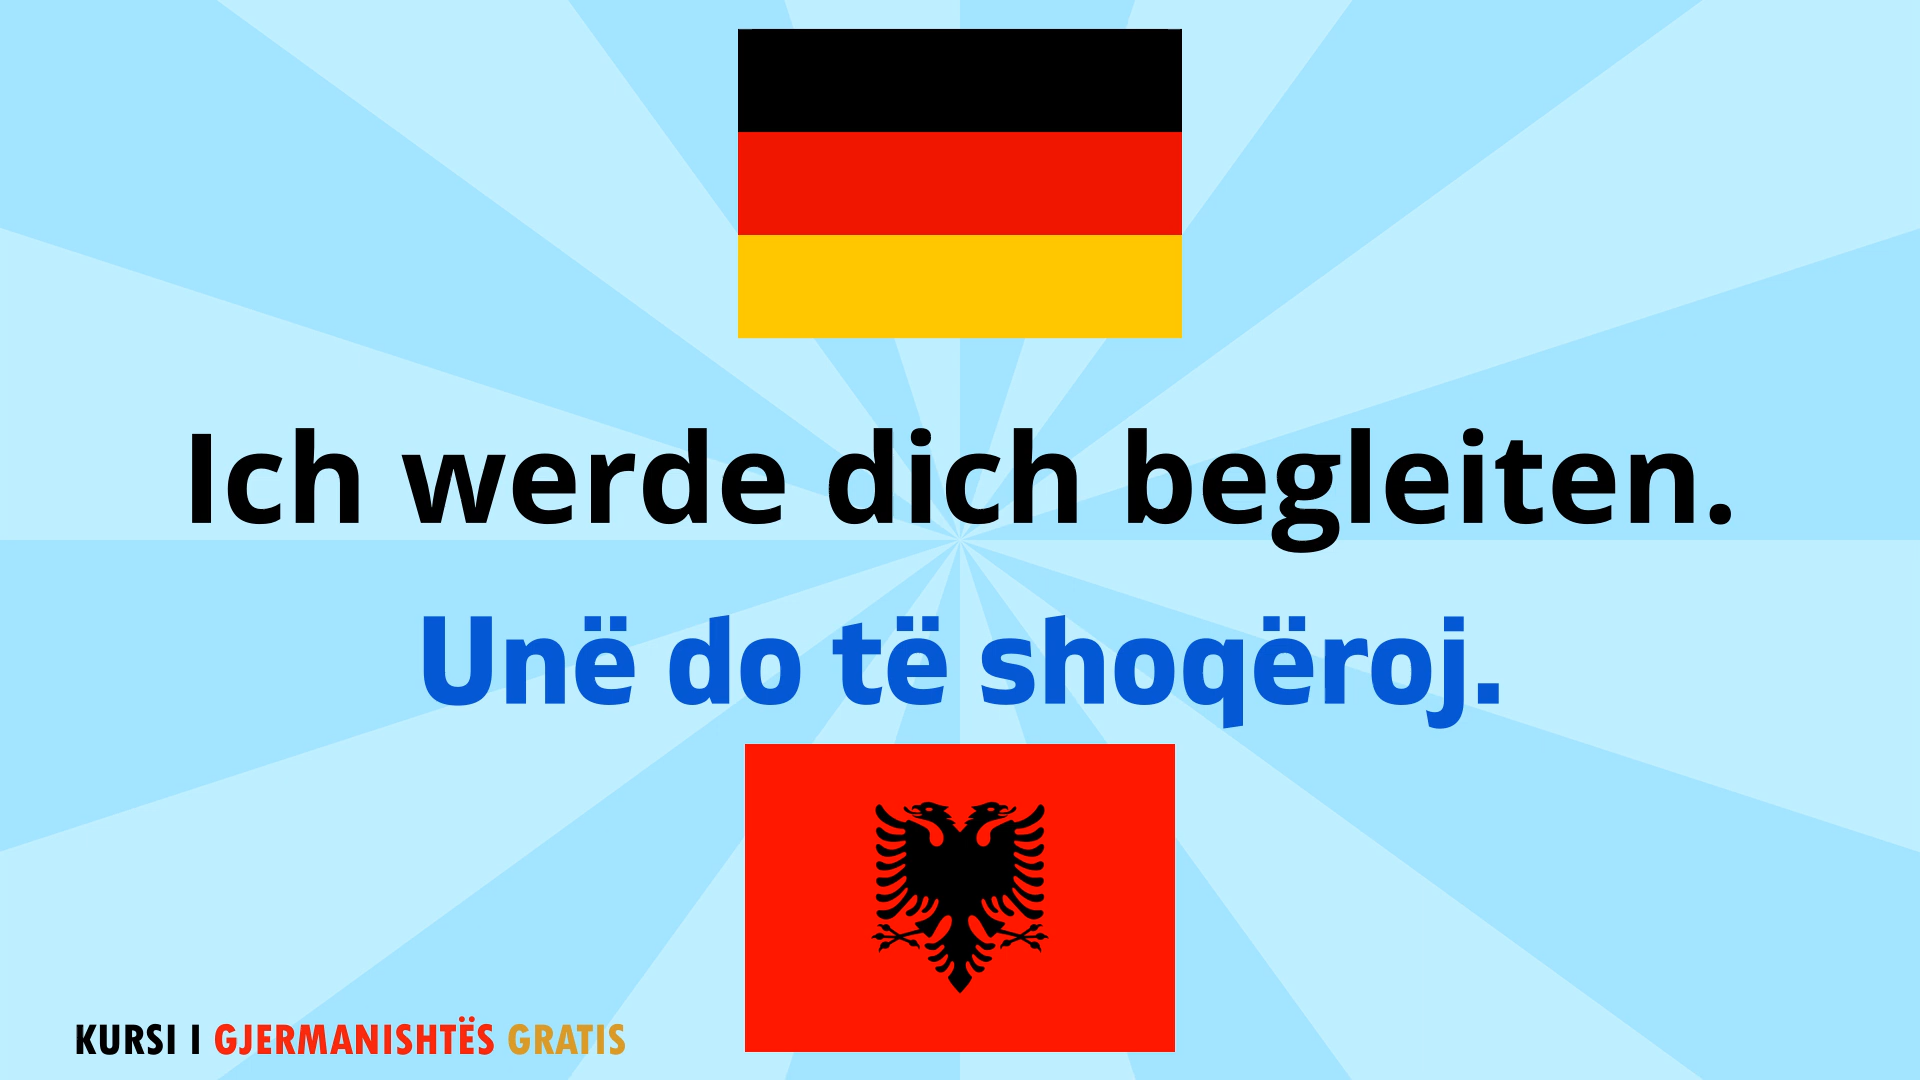 Ich werde dich begleiten.
Unë do të shoqëroj.
KURSI I GJERMANISHTËS GRATIS